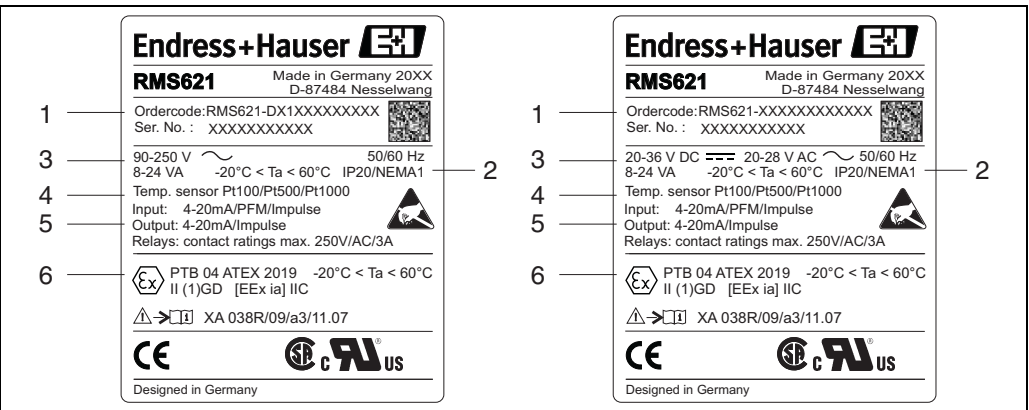 Endress+Hauser EH
RMS621
Made in Germany 20XX
D-87484 Nesselwang
1
Ordercode:RMS621-DX1XXXXXXXXX
Ser. No. : XXXXXXXXXXX
3
90-250 V 50/60 Hz
8-24 VA -20°C < Ta < 60°C IP20/NEMA1
2
4
Temp. sensor Pt100/Pt500/Pt1000
Input: 4-20mA/PFM/Impulse
5
Output: 4-20mA/Impulse
Relays: contact ratings max. 250V/AC/3A
6
Ex PTB 04 ATEX 2019 -20°C < Ta < 60°C
II (1)GD [EEx ia] IIC
XA 038R/09/a3/11.07
CE SP ® C RU ® US
Designed in Germany
Endress+Hauser EH
RMS621
Made in Germany 20XX
D-87484 Nesselwang
1
Ordercode:RMS621-XXXXXXXXXXXX
Ser. No. : XXXXXXXXXXX
3
20-36 V DC 20-28 V AC 50/60 Hz
8-24 VA -20°C < Ta < 60°C IP20/NEMA1
2
4
Temp. sensor Pt100/Pt500/Pt1000
Input: 4-20mA/PFM/Impulse
5
Output: 4-20mA/Impulse
Relays: contact ratings max. 250V/AC/3A
6
Ex PTB 04 ATEX 2019 -20°C < Ta < 60°C
II (1)GD [EEx ia] IIC
XA 038R/09/a3/11.07
CE SP ® C RU ® US
Designed in Germany